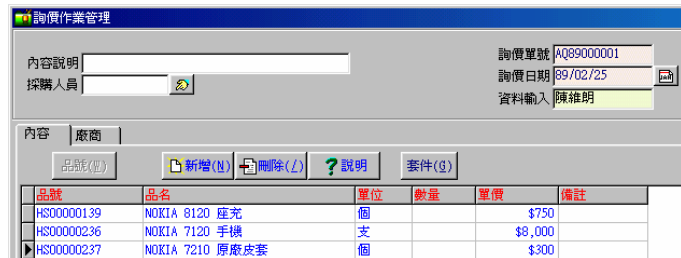 詢價作業管理
詢價單號 AQ89000001
內容說明
詢價日期 89/02/25
採購人員
資料輸入 陳維朗
內容 廠商
品號(W) 新增(N) 刪除(/) 說明 套件(G)
品號 品名 單位 數量 單價 備註
HS00000139 NOKIA 8120 座充 個 $750
HS00000236 NOKIA 7120 手機 支 $8,000
HS00000237 NOKIA 7210 原廠皮套 個 $300